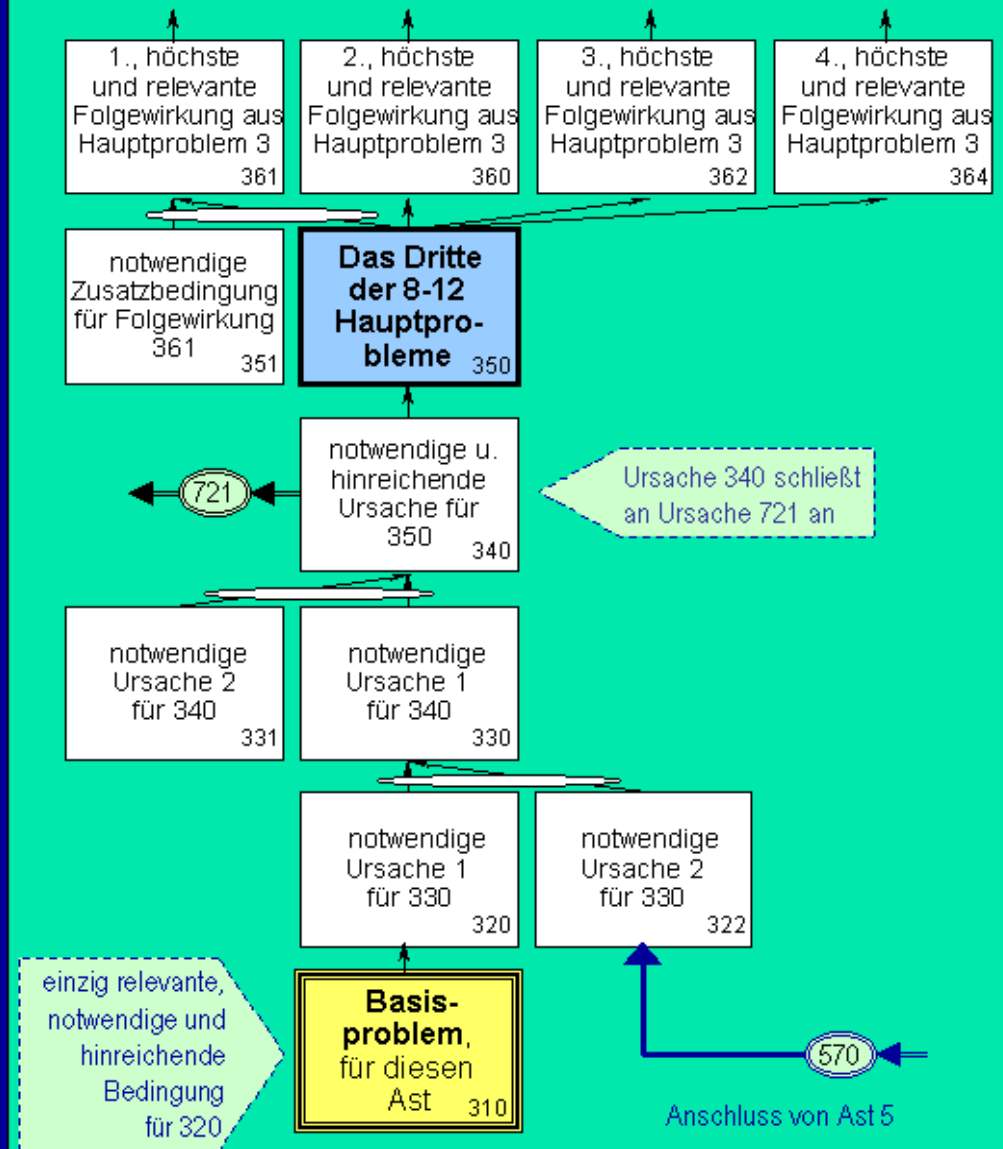 1., höchste
und relevante
Folgewirkung aus
Hauptproblem 3
361
2., höchste
und relevante
Folgewirkung aus
Hauptproblem 3
360
3., höchste
und relevante
Folgewirkung aus
Hauptproblem 3
362
4., höchste
und relevante
Folgewirkung aus
Hauptproblem 3
364
notwendige
Zusatzbedingung
für Folgewirkung
361
351
Das Dritte
der 8-12
Hauptpro-
bleme
350
721
notwendige u.
hinreichende
Ursache für
350
340
Ursache 340 schließt
an Ursache 721 an
notwendige
Ursache 2
für 340
331
notwendige
Ursache 1
für 340
330
notwendige
Ursache 1
für 330
320
notwendige
Ursache 2
für 330
322
einzig relevante,
notwendige und
hinreichende
Bedingung
für 320
Basis-
problem,
für diesen
Ast
310
570
Anschluss von Ast 5